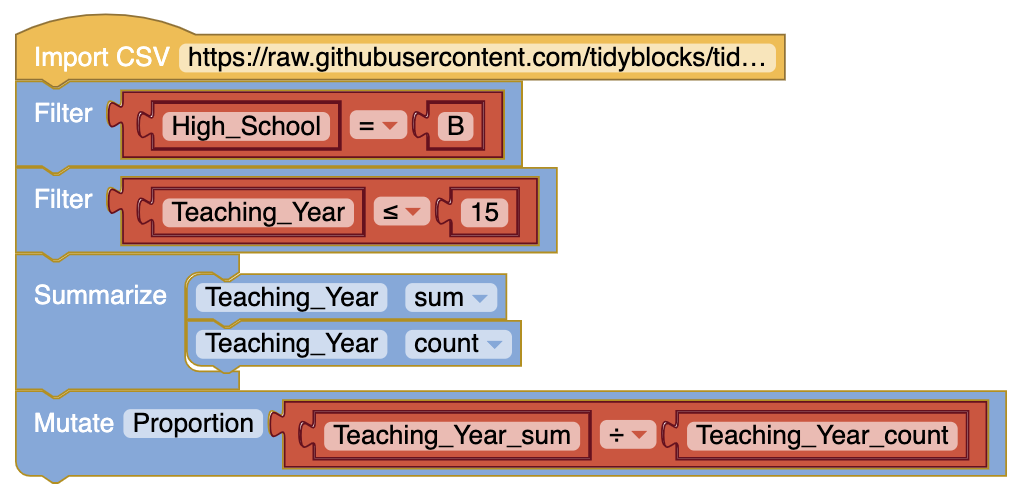 Import CSV https://raw.githubusercontent.com/tidyblocks/tid…
Filter High_School = B
Filter Teaching_Year ≤ 15
Summarize Teaching_Year sum
Teaching_Year count
Mutate Proportion Teaching_Year_sum ÷ Teaching_Year_count